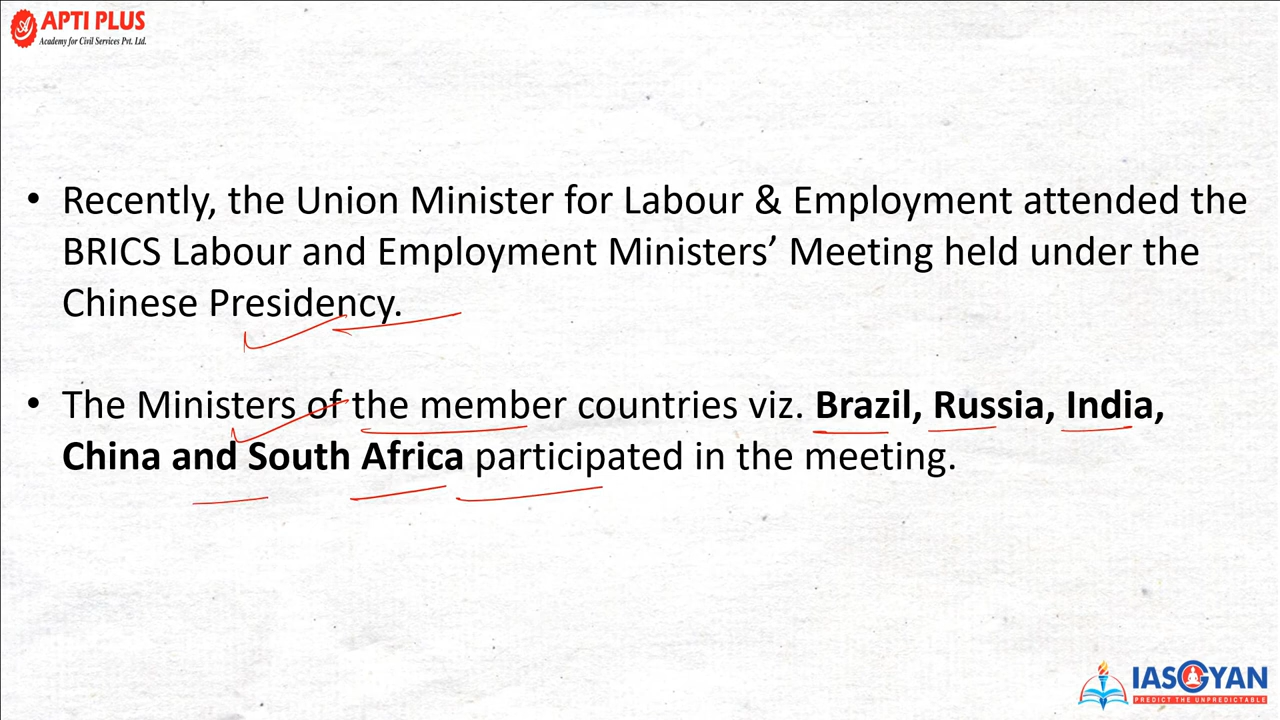 APTI PLUS
Academy for Civil Services Pvt. Ltd.
• Recently, the Union Minister for Labour & Employment attended the
BRICS Labour and Employment Ministers’ Meeting held under the
Chinese Presidency.
• The Ministers of the member countries viz. Brazil, Russia, India,
China and South Africa participated in the meeting.
IASGYAN
PREDICT THE UNPREDICTABLE